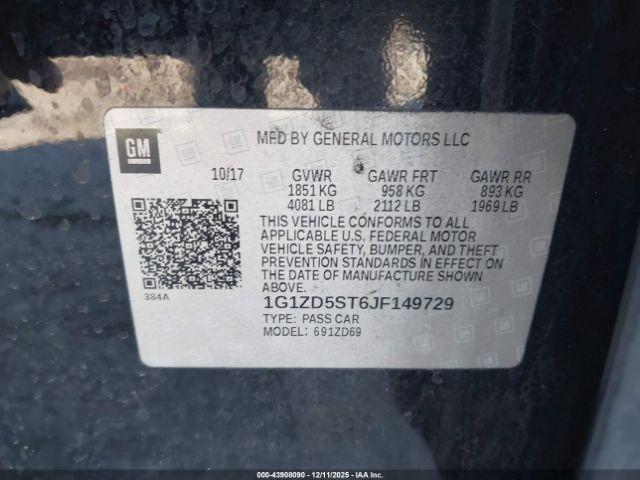 GM
MFD BY GENERAL MOTORS LLC
10/17 GVWR GAWR FRT GAWR RR
1851 KG 958 KG 893 KG
4081 LB 2112 LB 1969 LB
THIS VEHICLE CONFORMS TO ALL
APPLICABLE U.S. FEDERAL MOTOR
VEHICLE SAFETY, BUMPER, AND THEFT
PREVENTION STANDARDS IN EFFECT ON
THE DATE OF MANUFACTURE SHOWN
ABOVE.
384A
1G1ZD5ST6JF149729
TYPE: PASS CAR
MODEL: 691ZD69
000-43908090 - 12/11/2025 - IAAI, Inc.